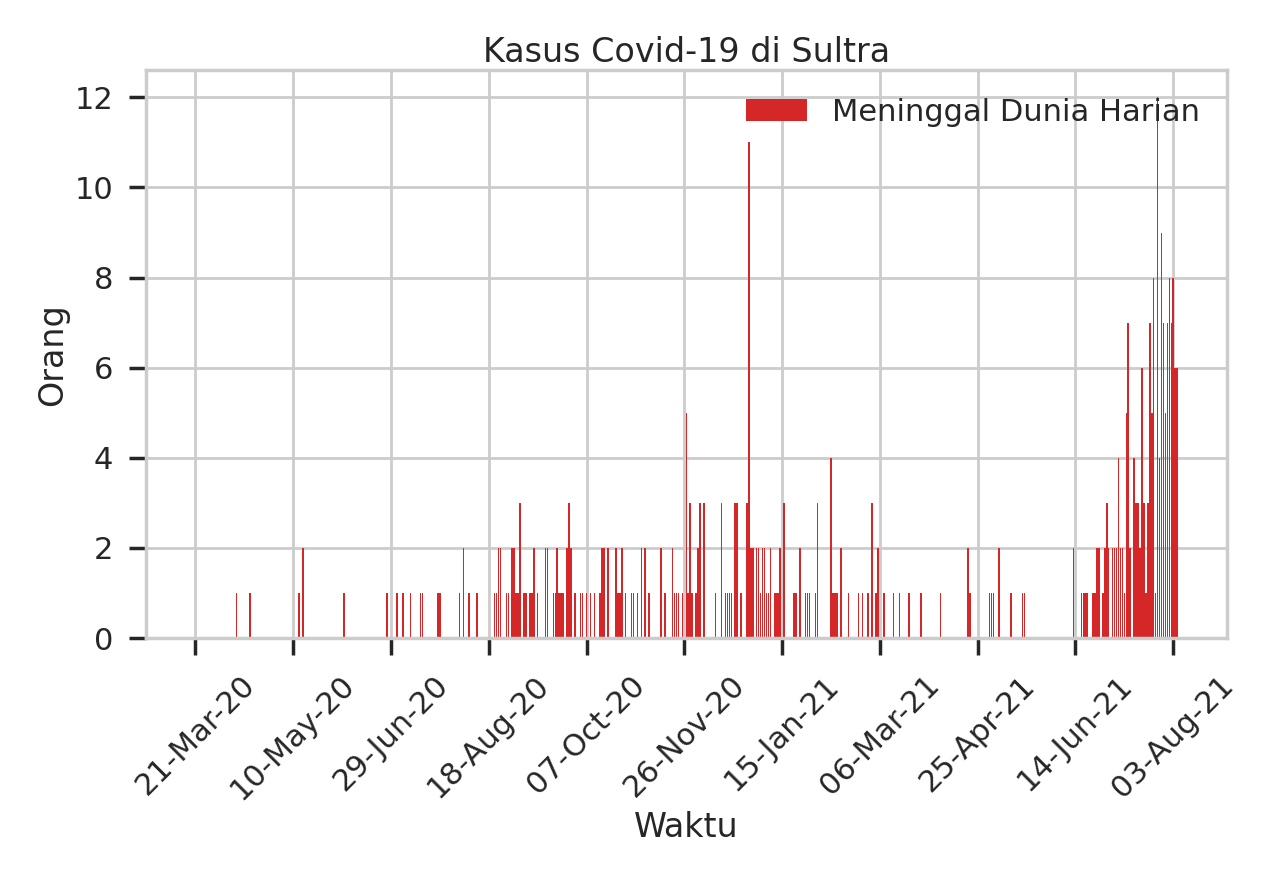 Kasus Covid-19 di Sultra
Meninggal Dunia Harian
12
10
8
6
4
2
0
Orang
21-Mar-20
10-May-20
29-Jun-20
18-Aug-20
07-Oct-20
26-Nov-20
15-Jan-21
06-Mar-21
25-Apr-21
14-Jun-21
03-Aug-21
Waktu